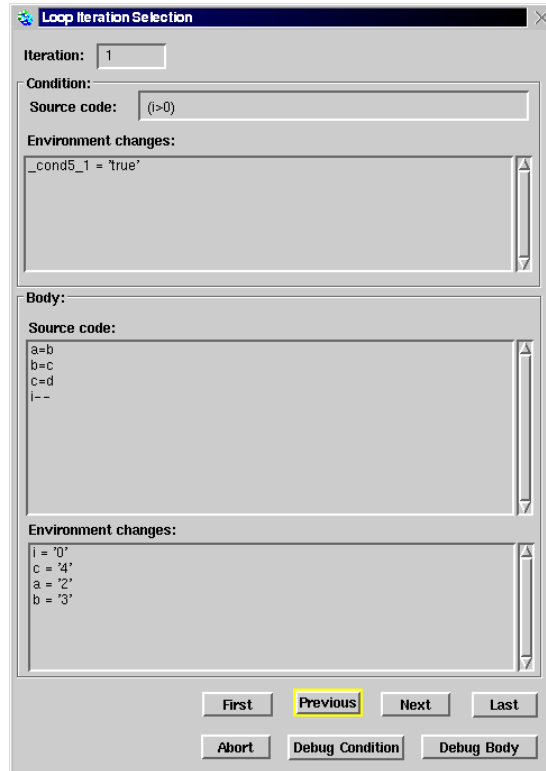 Loop Iteration Selection
Iteration: 1
Condition:
Source code: (i>0)
Environment changes:
_cond5_1 = 'true'
Body:
Source code:
a=b
b=c
c=d
i--
Environment changes:
i = '0'
c = '4'
a = '2'
b = '3'
First Previous Next Last
Abort Debug Condition Debug Body